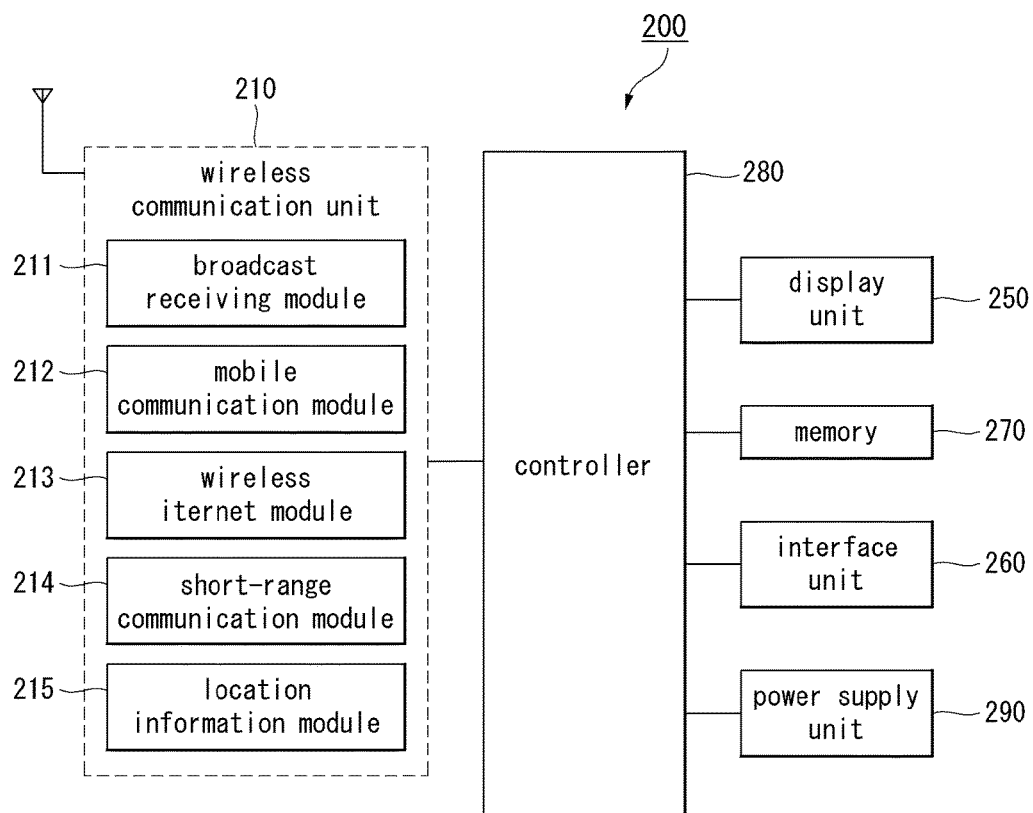 200
210
wireless
communication unit
280
211
broadcast
receiving module
display
unit
250
212
mobile
communication module
memory
270
213
wireless
iternet module
controller
interface
unit
260
214
short-range
communication module
215
location
information module
power supply
unit
290